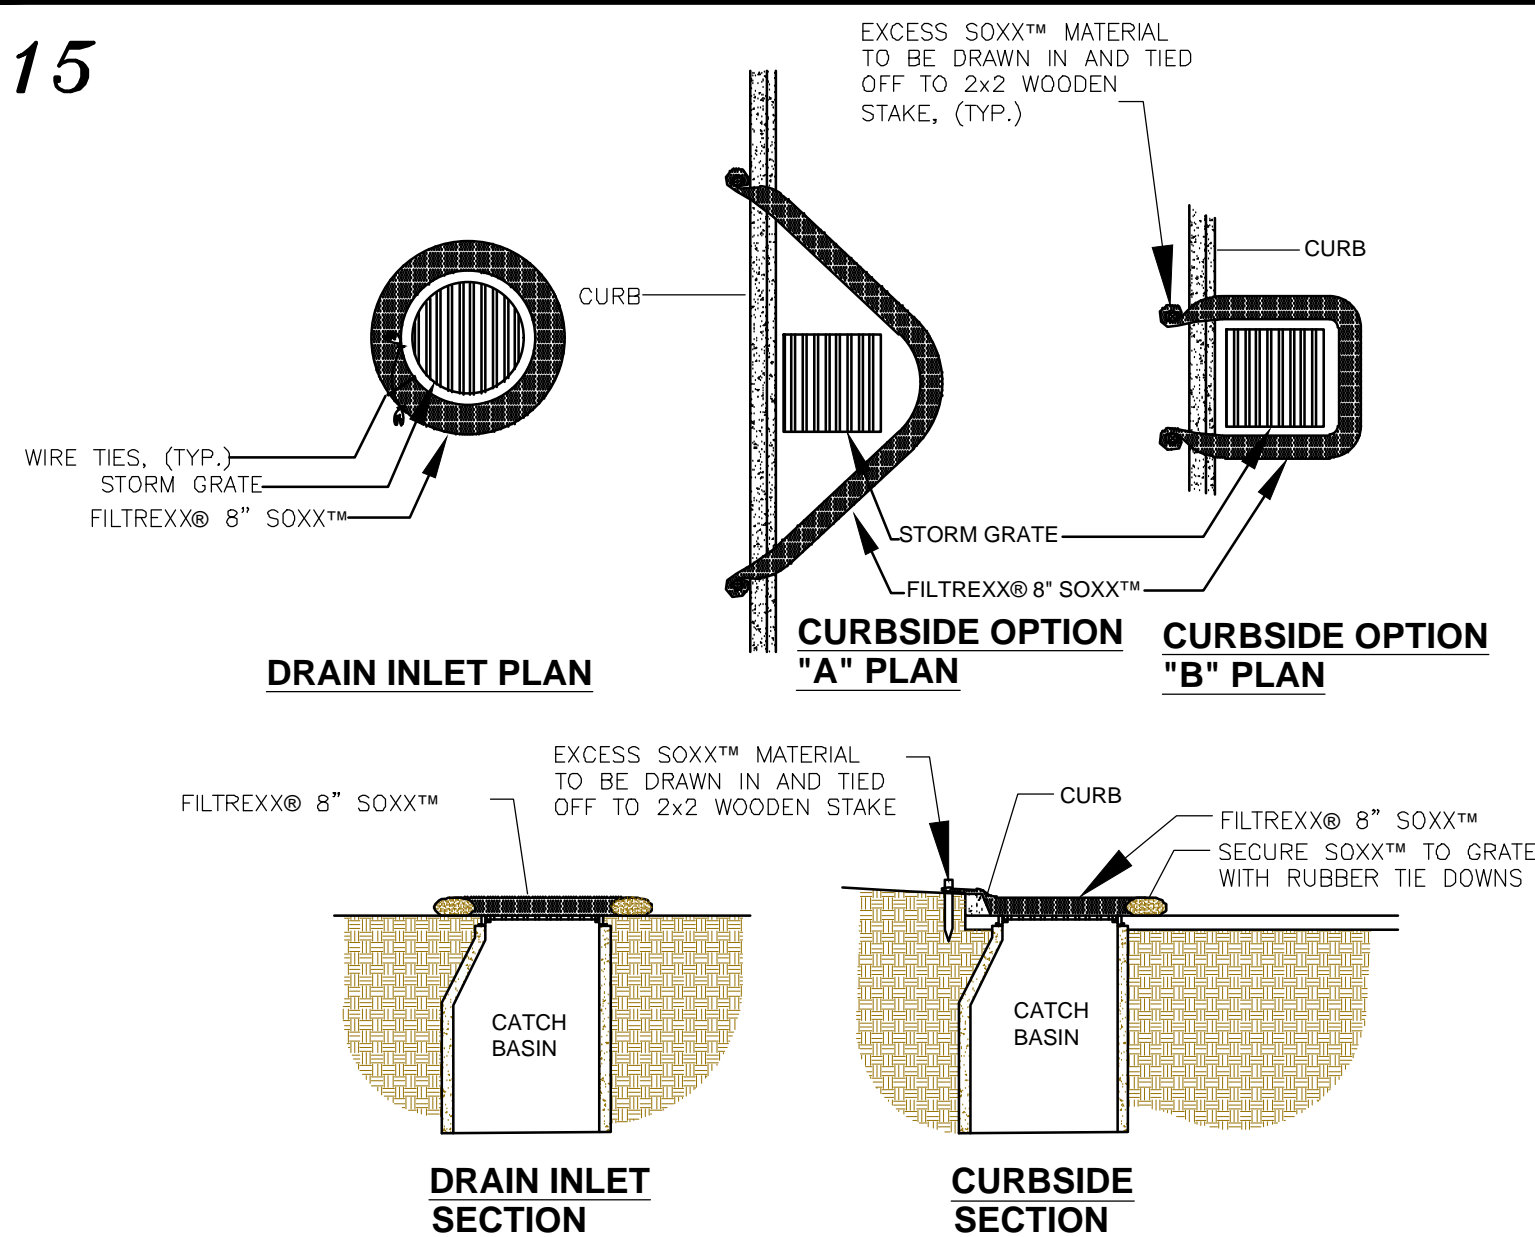 15
EXCESS SOXX™ MATERIAL
TO BE DRAWN IN AND TIED
OFF TO 2x2 WOODEN
STAKE, (TYP.)
CURB
CURB
WIRE TIES, (TYP.)
STORM GRATE
FILTREXX® 8” SOXX™
STORM GRATE
FILTREXX® 8" SOXX™
DRAIN INLET PLAN
CURBSIDE OPTION
"A" PLAN
CURBSIDE OPTION
"B" PLAN
FILTREXX® 8” SOXX™
EXCESS SOXX™ MATERIAL
TO BE DRAWN IN AND TIED
OFF TO 2x2 WOODEN STAKE
CURB
FILTREXX® 8” SOXX™
SECURE SOXX™ TO GRATE
WITH RUBBER TIE DOWNS
CATCH
BASIN
CATCH
BASIN
DRAIN INLET
SECTION
CURBSIDE
SECTION